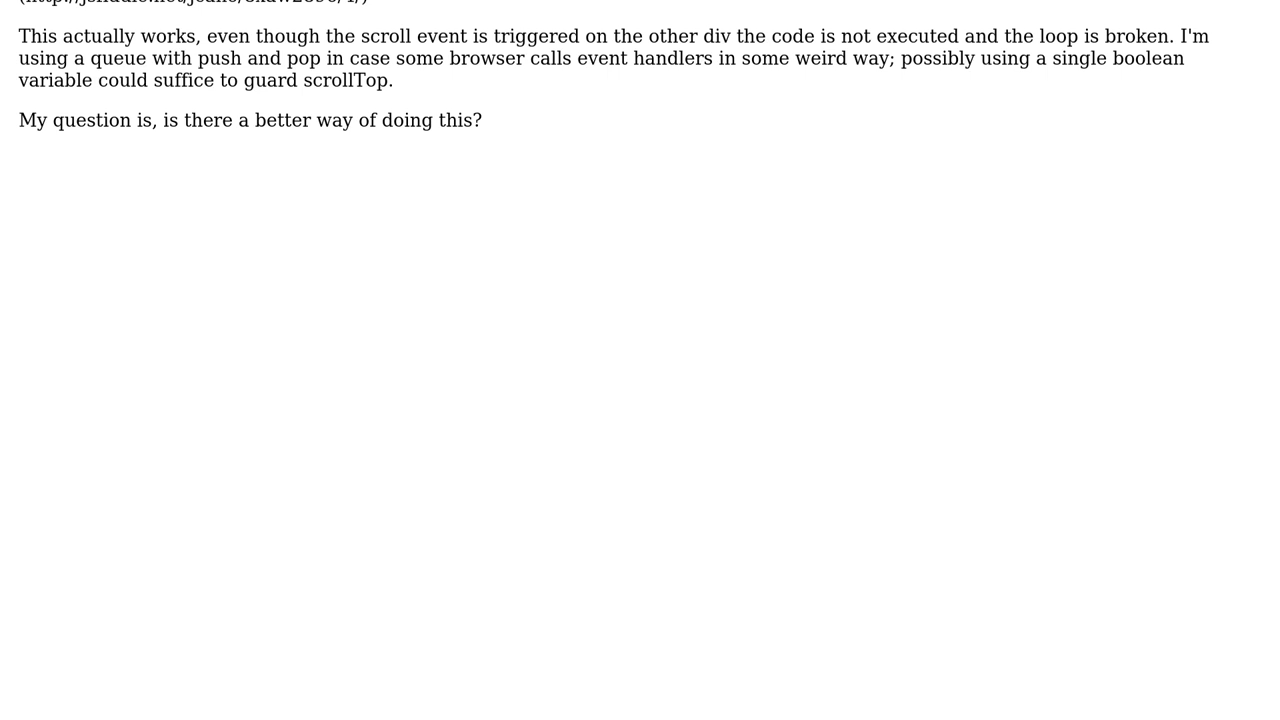 This actually works, even though the scroll event is triggered on the other div the code is not executed and the loop is broken. I'm
using a queue with push and pop in case some browser calls event handlers in some weird way; possibly using a single boolean
variable could suffice to guard scrollTop.
My question is, is there a better way of doing this?